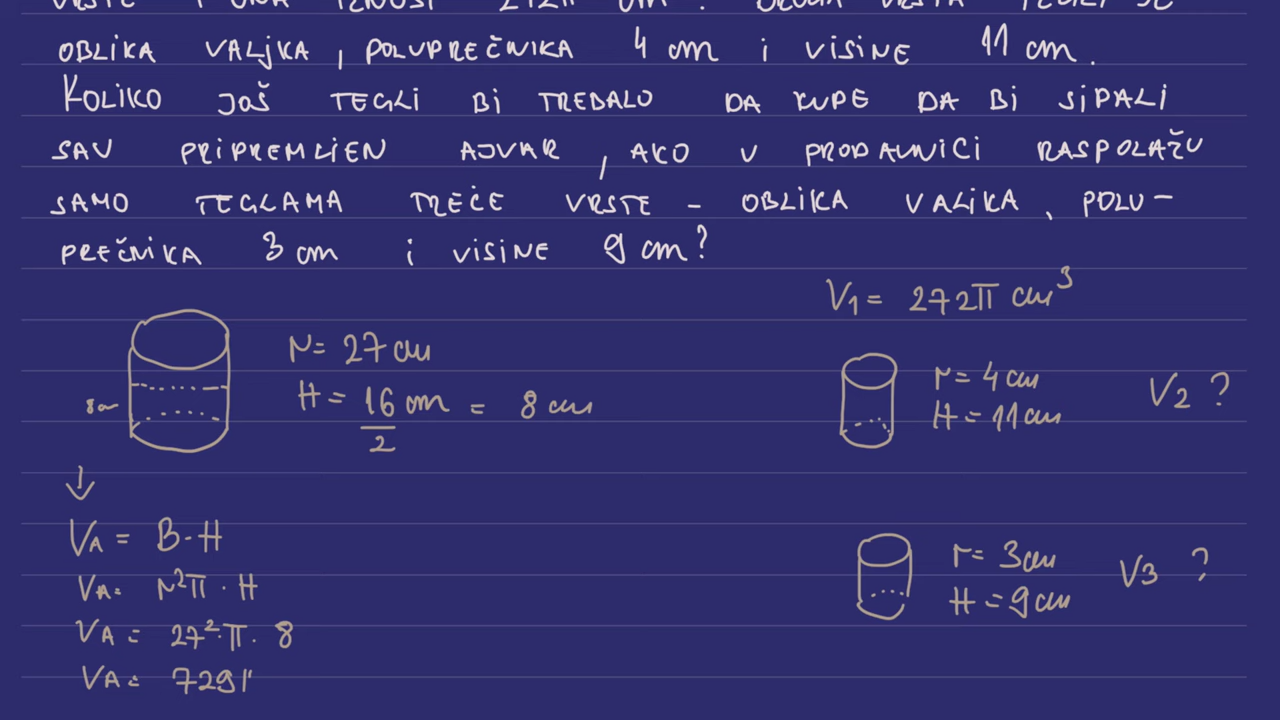 OBLIKA VALJKA, POLUPREČNIKA 4 cm i VISINE 11 cm.
KOLIKO JOŠ TEGLI BI TREBALO DA KUPE DA BI SIPALI
SAV PRIPREMLJEN AJVAR, AKO U PRODAVNICI RASPOLAŽU
SAMO TEGLAMA TREĆE VRSTE - OBLIKA VALJKA, POLU-
PREČNIKA 3 cm i VISINE 9 cm?
V1 = 272π cm³
r = 27 cm
H = 16 cm / 2 = 8 cm
8 cm
r = 4 cm
H = 11 cm
V2 ?
↓
VA = B · H
VA = r²π · H
VA = 27² · π · 8
VA = 729
r = 3 cm
H = 9 cm
V3 ?